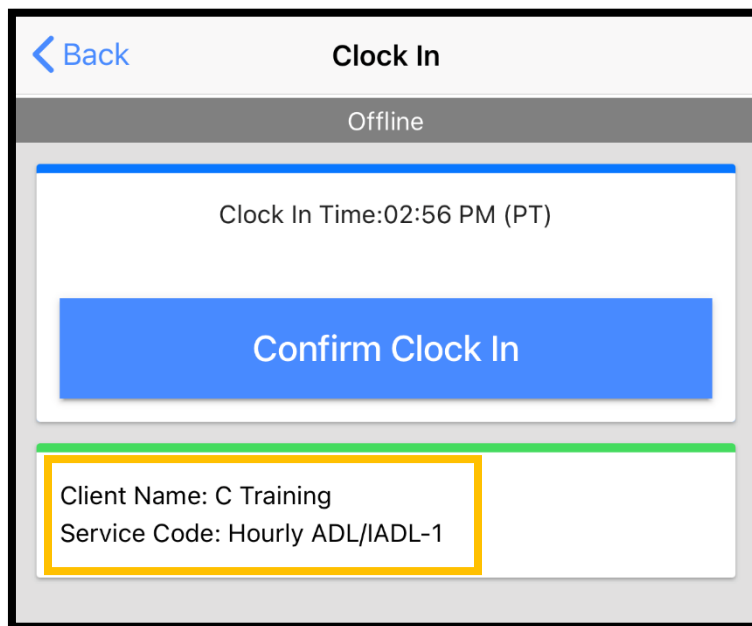 Back
Clock In
Offline
Clock In Time:02:56 PM (PT)
Confirm Clock In
Client Name: C Training
Service Code: Hourly ADL/IADL-1